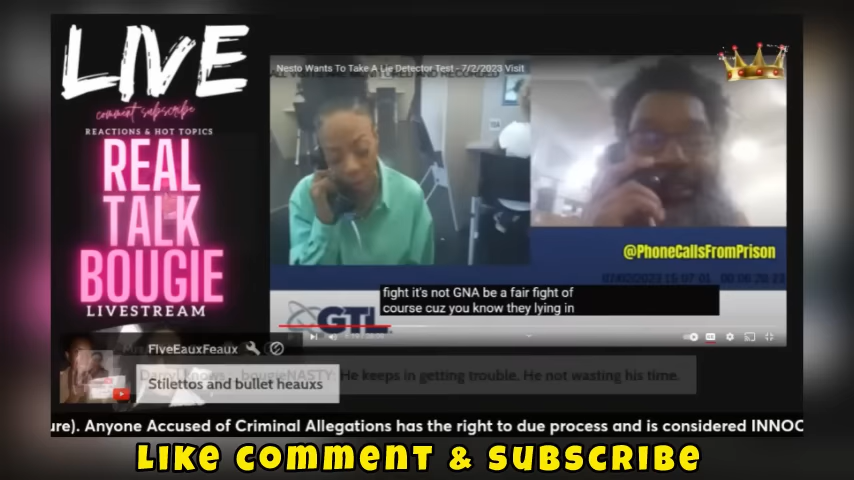 LIVE
comment subscribe
REACTIONS & HOT TOPICS
REAL
TALK
BOUGIE
LIVESTREAM
Nesto Wants To Take A Lie Detector Test - 7/2/2023 Visit
@PhoneCallsFromPrison
fight it's not GNA be a fair fight of
course cuz you know they lying in
GTL
FIveEauxFeaux
Stilettos and bullet heauxs
bougieNASTY: He keeps in getting trouble. He not wasting his time.
ure). Anyone Accused of Criminal Allegations has the right to due process and is considered INNOC
LIKE COMMENT & SUBSCRIBE